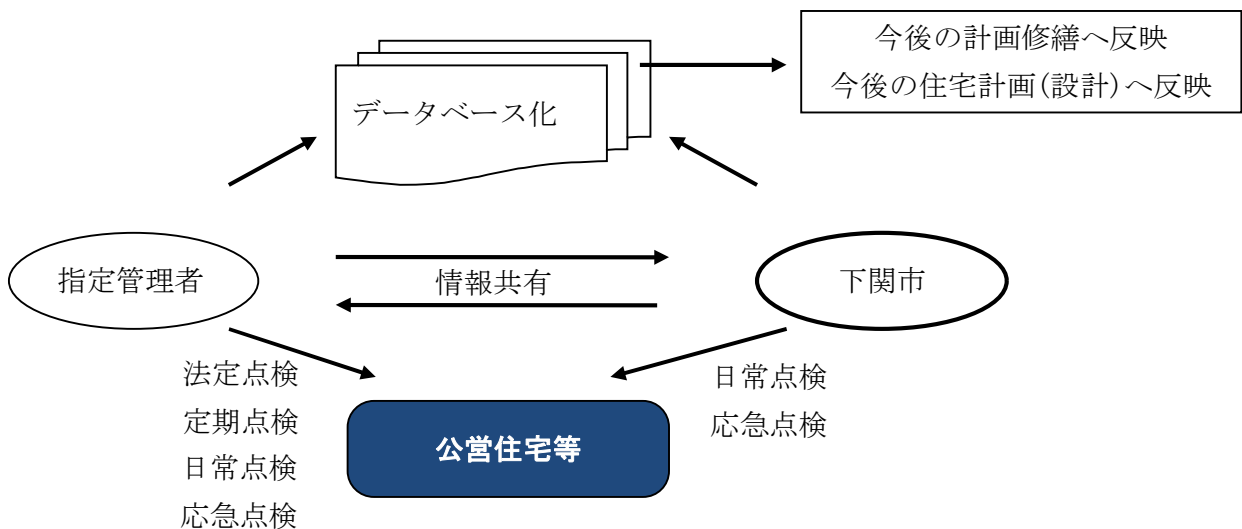 今後の計画修繕へ反映
今後の住宅計画(設計)へ反映
データベース化
指定管理者
情報共有
下関市
法定点検
定期点検
日常点検
応急点検
日常点検
応急点検
公営住宅等